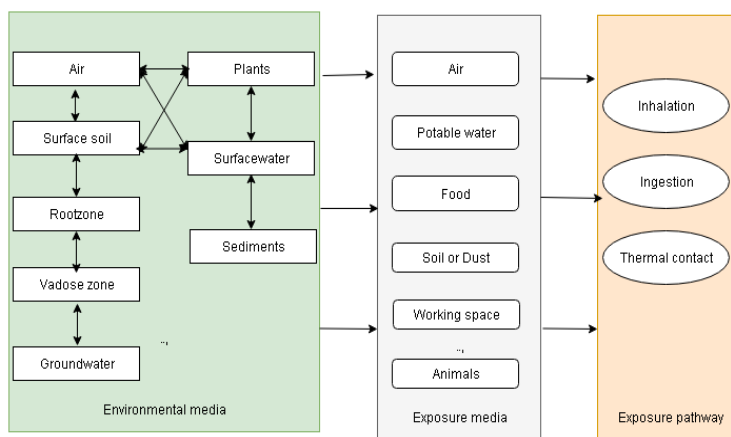 Air
Plants
Surface soil
Surfacewater
Rootzone
Sediments
Vadose zone
Groundwater
..,
Environmental media
Air
Potable water
Food
Soil or Dust
Working space
..,
Animals
Exposure media
Inhalation
Ingestion
Thermal contact
Exposure pathway